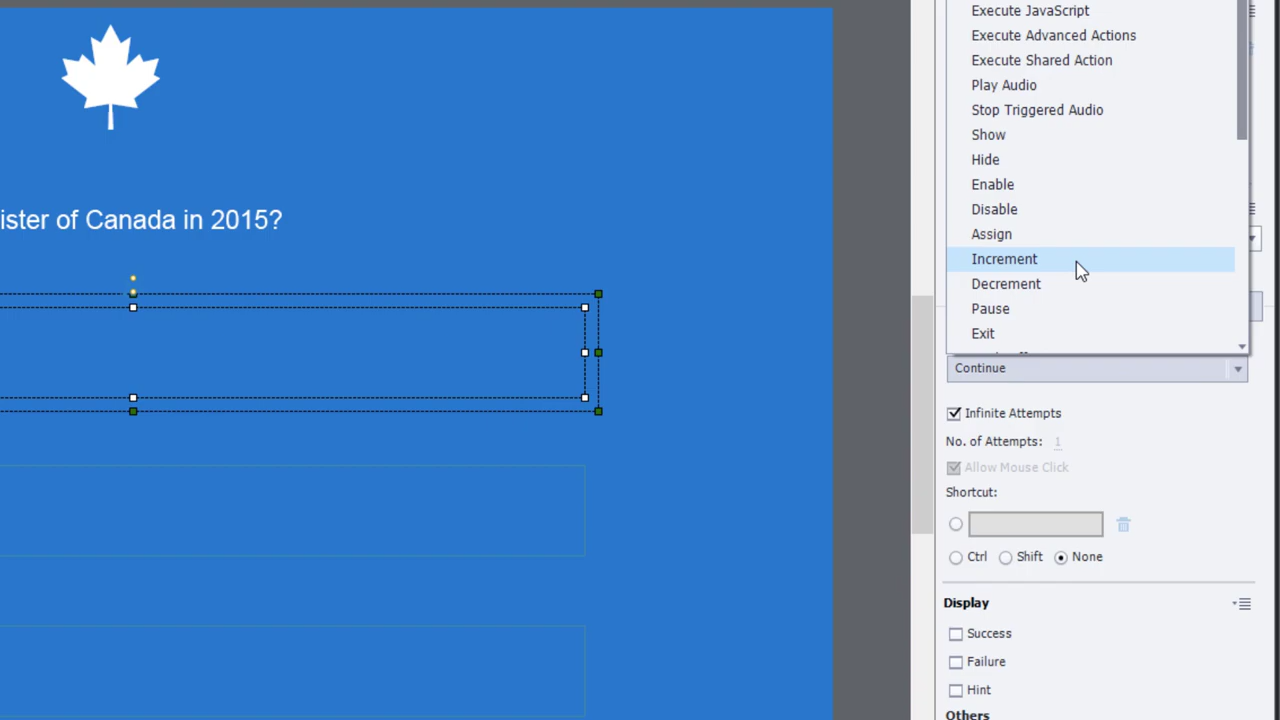 Execute JavaScript
Execute Advanced Actions
Execute Shared Action
Play Audio
Stop Triggered Audio
Show
Hide
Enable
Disable
Assign
Increment
Decrement
Pause
Exit
ister of Canada in 2015?
Continue
Infinite Attempts
No. of Attempts: 1
Allow Mouse Click
Shortcut:
Ctrl Shift None
Display
Success
Failure
Hint
Others